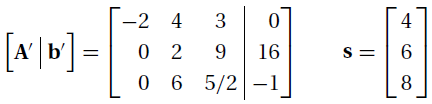 [A′ | b′] = [ −2 4 3 | 0 ] s = [ 4 ]
[ 0 2 9 | 16 ] [ 6 ]
[ 0 6 5/2 | −1 ] [ 8 ]